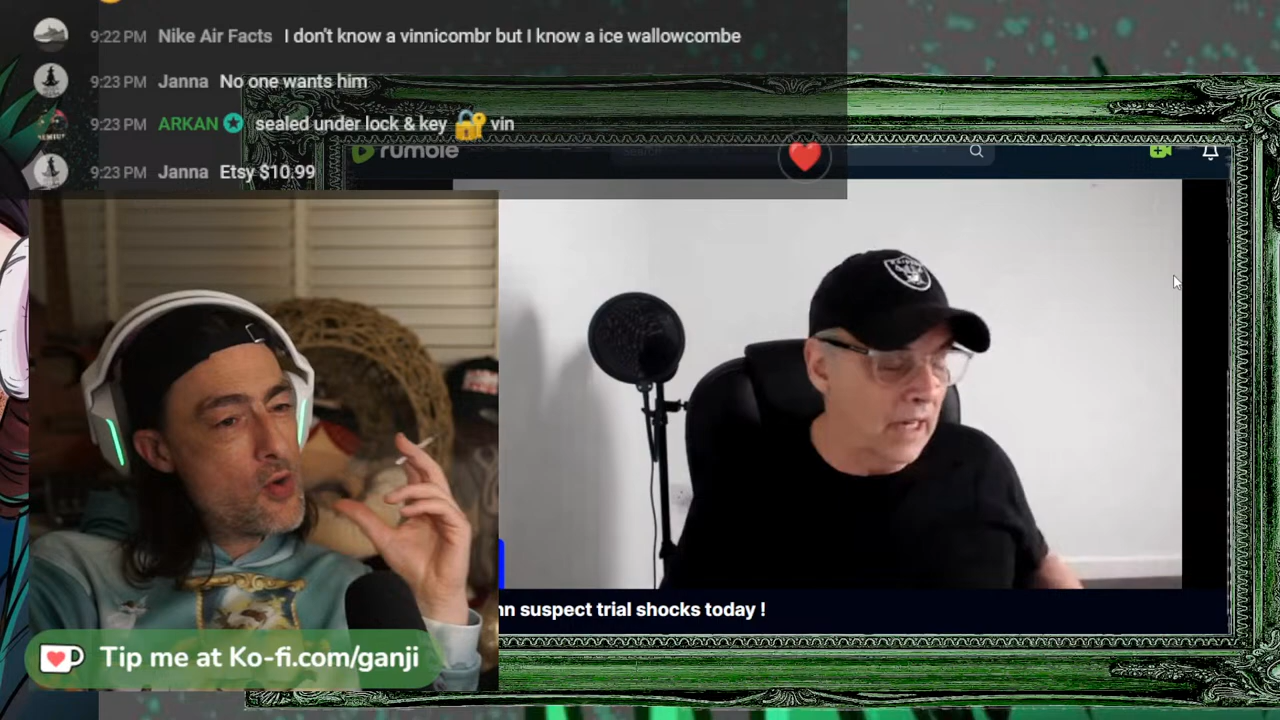 9:22 PM Nike Air Facts I don't know a vinnicombr but I know a ice wallowcombe
9:23 PM Janna No one wants him
9:23 PM ARKAN sealed under lock & key 🔐 vin
9:23 PM Janna Etsy $10.99
rumble
RAIDERS
nn suspect trial shocks today !
Tip me at Ko-fi.com/ganji